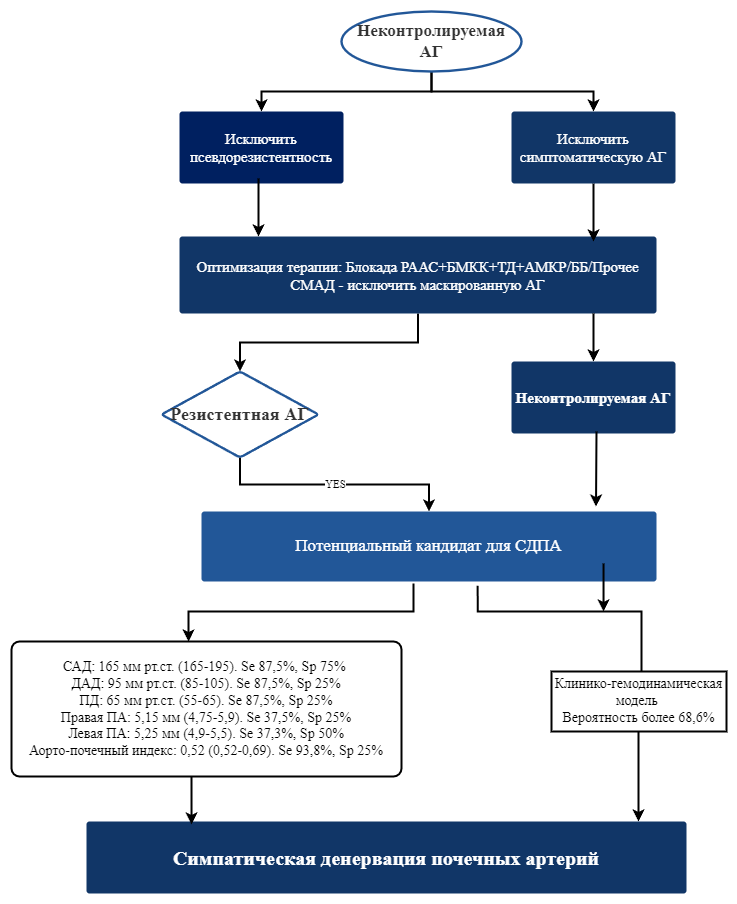 Неконтролируемая
АГ
Исключить
псевдорезистентность
Исключить
симптоматическую АГ
Оптимизация терапии: Блокада РААС+БМКК+ТД+АМКР/ББ/Прочее
СМАД - исключить маскированную АГ
Резистентная АГ
Неконтролируемая АГ
YES
Потенциальный кандидат для СДПА
САД: 165 мм рт.ст. (165-195). Se 87,5%, Sp 75%
ДАД: 95 мм рт.ст. (85-105). Se 87,5%, Sp 25%
ПД: 65 мм рт.ст. (55-65). Se 87,5%, Sp 25%
Правая ПА: 5,15 мм (4,75-5,9). Se 37,5%, Sp 25%
Левая ПА: 5,25 мм (4,9-5,5). Se 37,3%, Sp 50%
Аорто-почечный индекс: 0,52 (0,52-0,69). Se 93,8%, Sp 25%
Клинико-гемодинамическая
модель
Вероятность более 68,6%
Симпатическая денервация почечных артерий